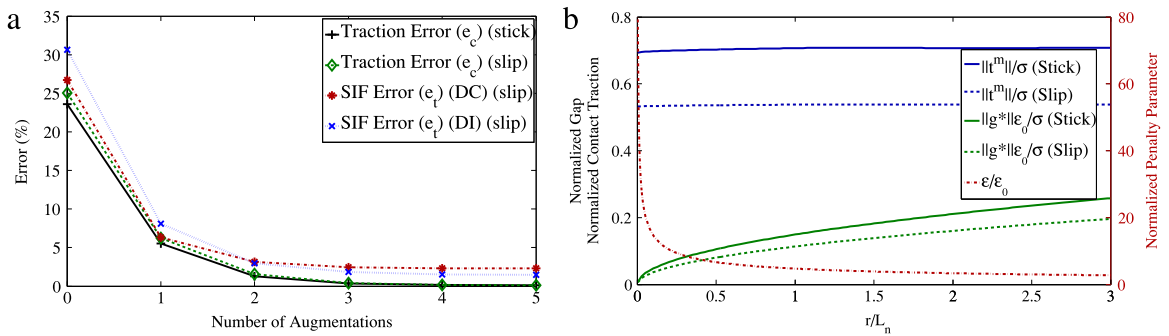 a
35
30
25
20
15
10
5
0
Error (%)
0 1 2 3 4 5
Number of Augmentations
Traction Error (e_c) (stick)
Traction Error (e_c) (slip)
SIF Error (e_t) (DC) (slip)
SIF Error (e_t) (DI) (slip)
b
0.8
0.6
0.4
0.2
0
Normalized Gap
Normalized Contact Traction
0 0.5 1 1.5 2 2.5 3
r/L_n
||t^m||/σ (Stick)
||t^m||/σ (Slip)
||g*||ε_0/σ (Stick)
||g*||ε_0/σ (Slip)
ε/ε_0
80
60
40
20
0
Normalized Penalty Parameter